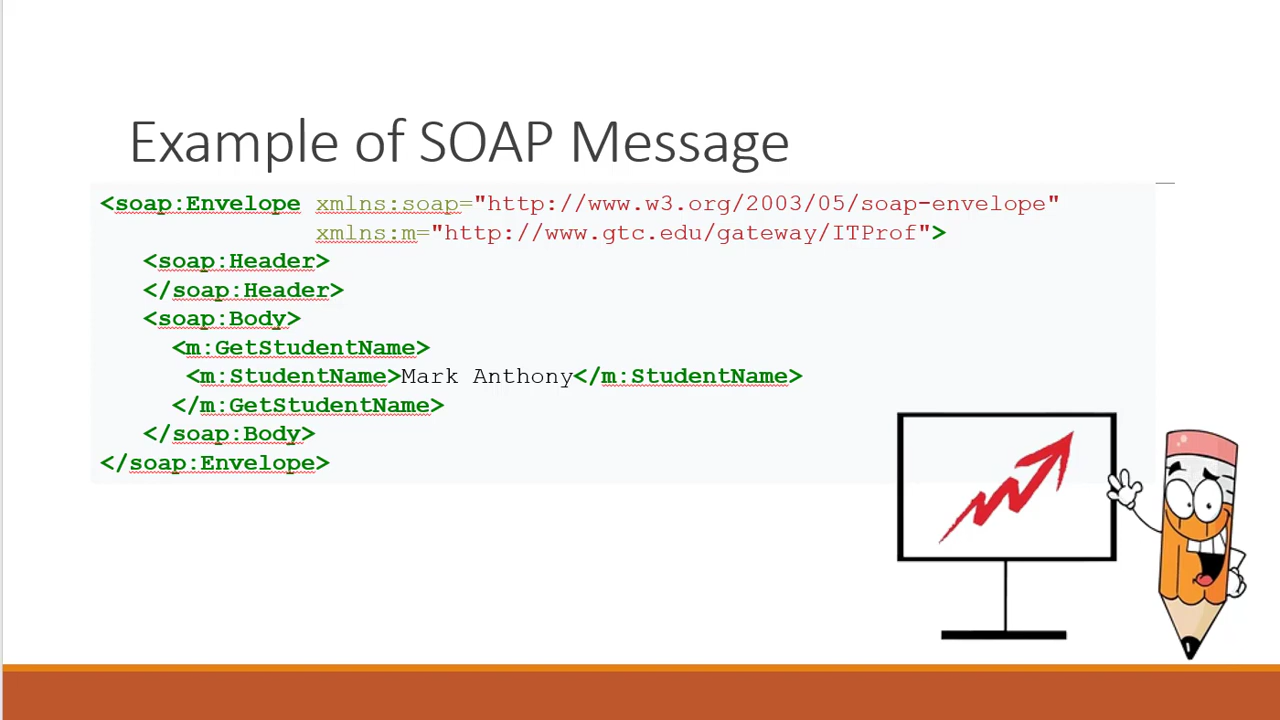 Example of SOAP Message
<soap:Envelope xmlns:soap="http://www.w3.org/2003/05/soap-envelope"
xmlns:m="http://www.gtc.edu/gateway/ITProf">
<soap:Header>
</soap:Header>
<soap:Body>
<m:GetStudentName>
<m:StudentName>Mark Anthony</m:StudentName>
</m:GetStudentName>
</soap:Body>
</soap:Envelope>